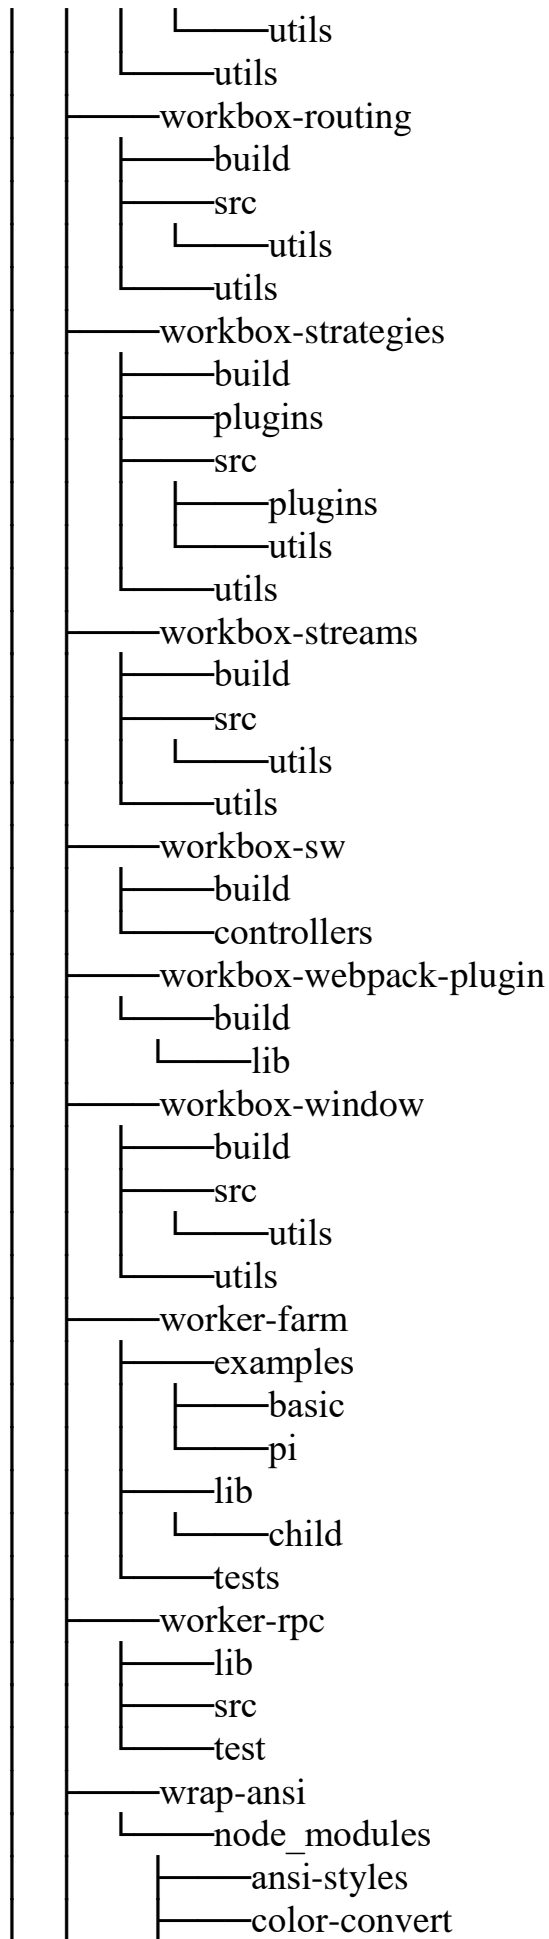 utils
utils
workbox-routing
build
src
utils
utils
workbox-strategies
build
plugins
src
plugins
utils
utils
workbox-streams
build
src
utils
utils
workbox-sw
build
controllers
workbox-webpack-plugin
build
lib
workbox-window
build
src
utils
utils
worker-farm
examples
basic
pi
lib
child
tests
worker-rpc
lib
src
test
wrap-ansi
node_modules
ansi-styles
color-convert